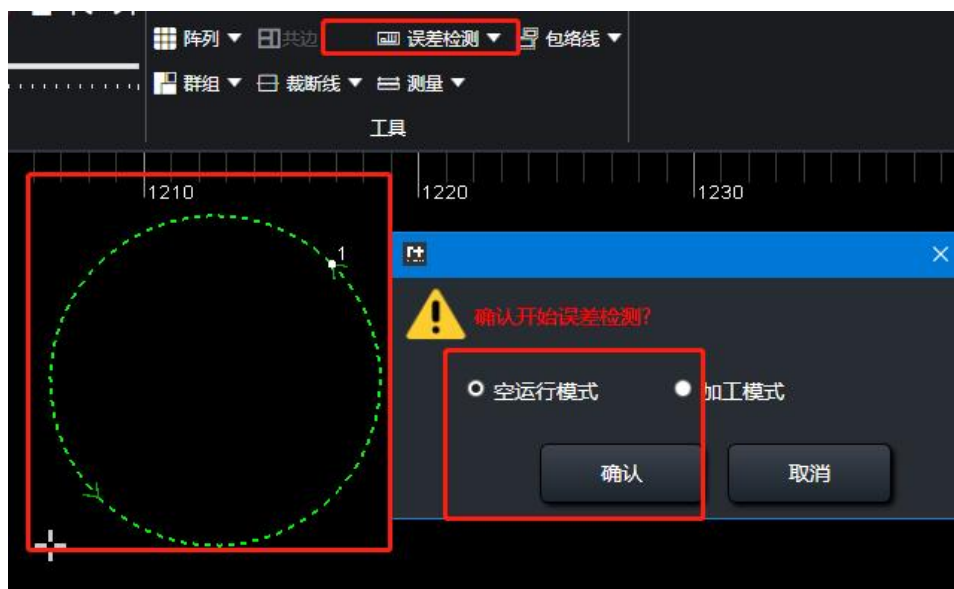 阵列 共边 误差检测 包络线
群组 裁断线 测量
工具
1210 1220 1230
1
确认开始误差检测?
空运行模式 加工模式
确认 取消